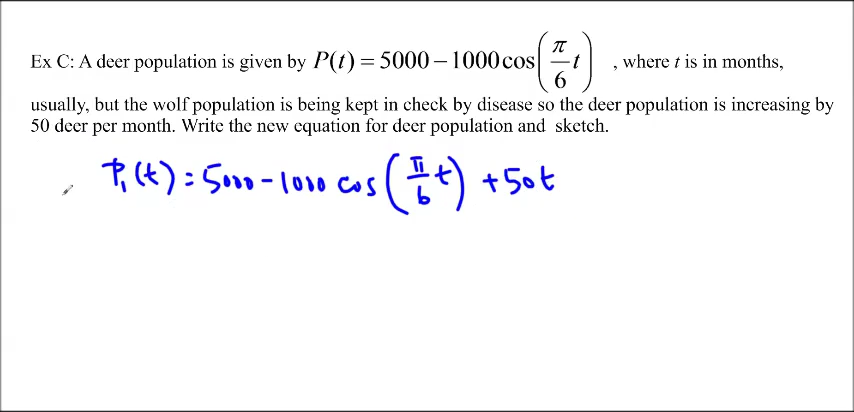 Ex C: A deer population is given by P(t) = 5000 − 1000 cos(π/6 t) , where t is in months,
usually, but the wolf population is being kept in check by disease so the deer population is increasing by
50 deer per month. Write the new equation for deer population and sketch.
P₁(t) = 5000 − 1000 cos(π/6 t) + 50t